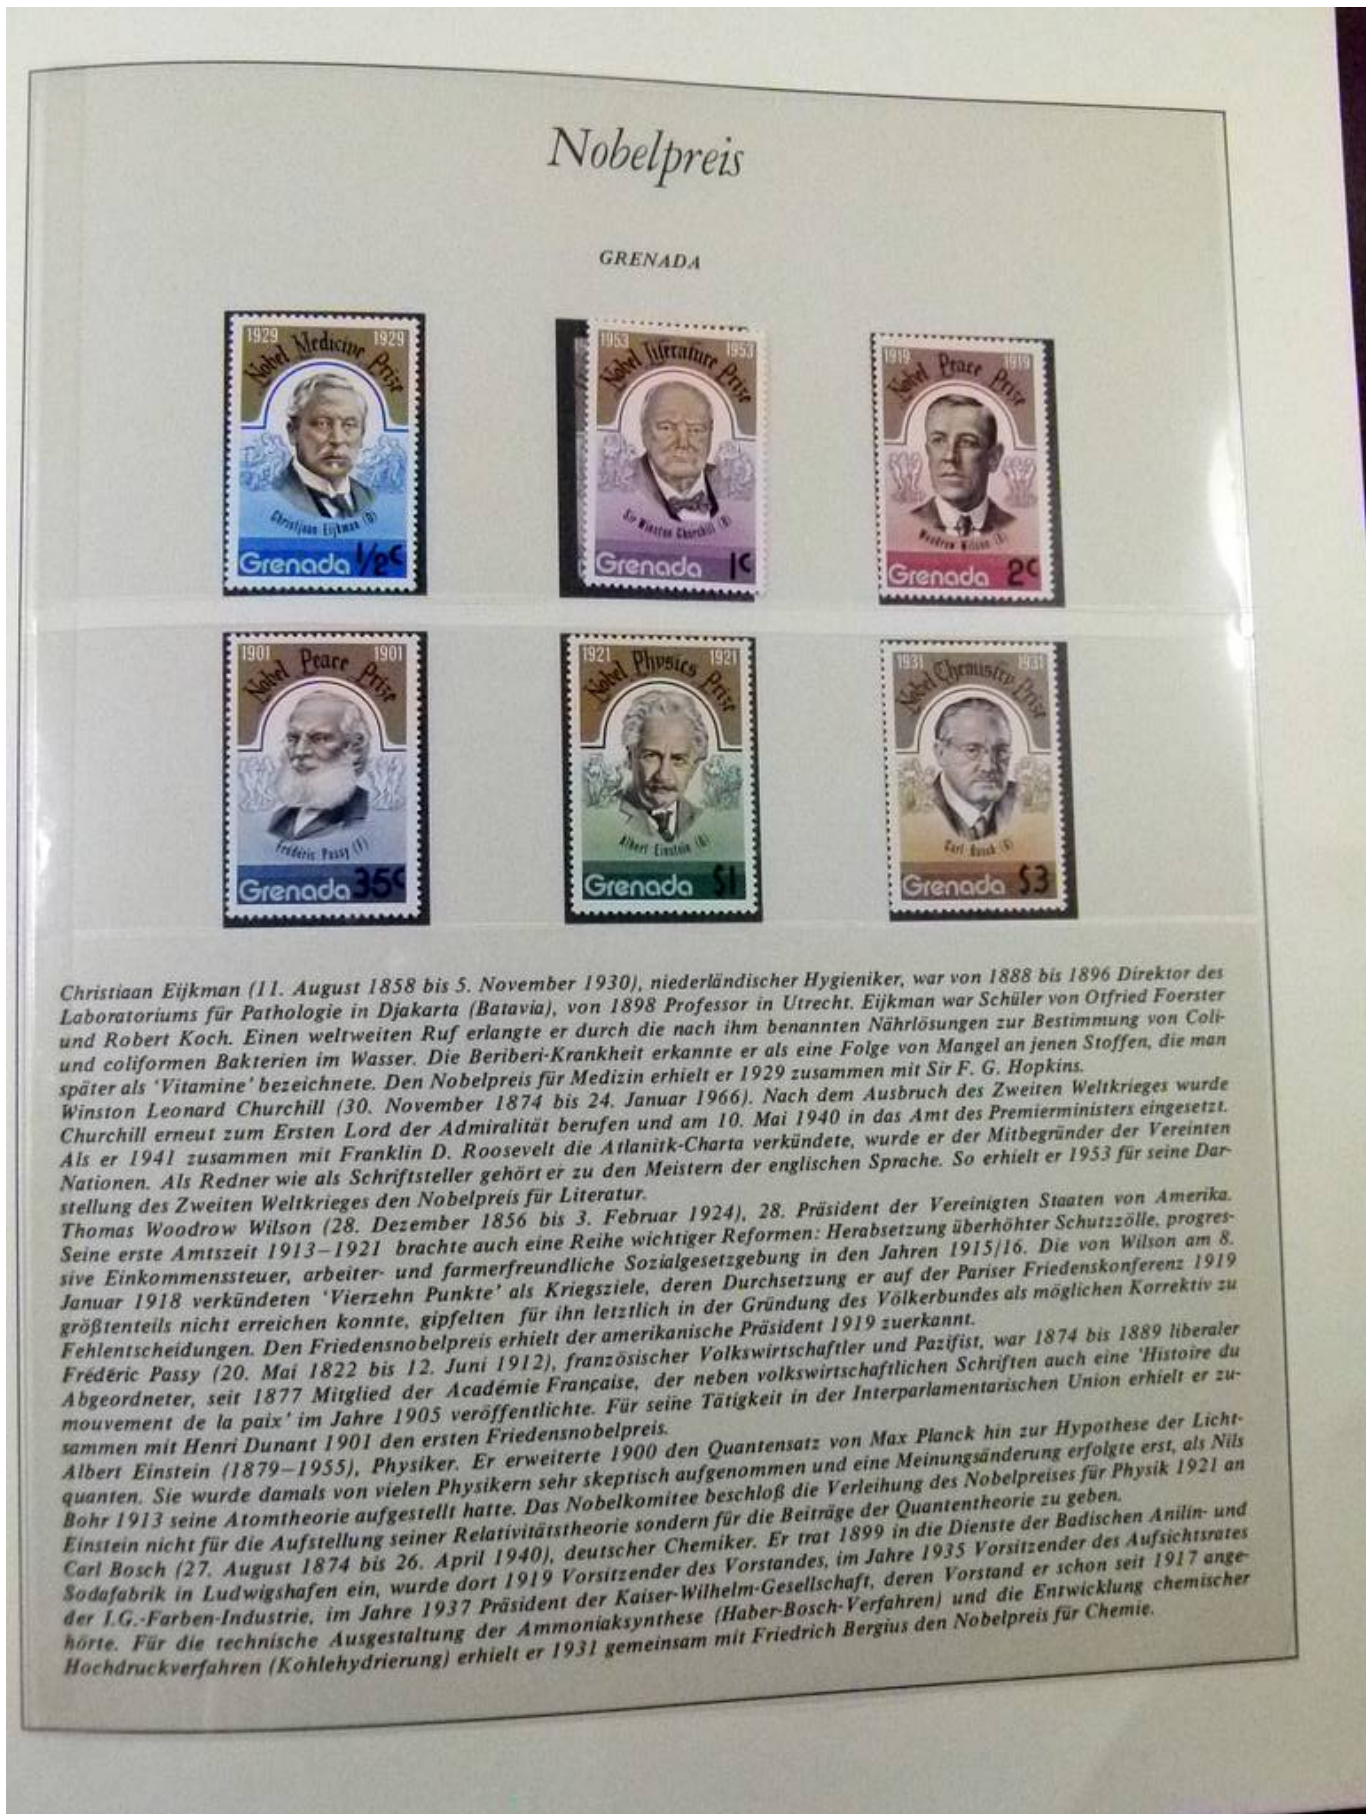 Nobelpreis
GRENADA
1929 1929
Nobel Medicine Prize
Christiaan Eijkman (D)
Grenada 1/2c
1953 1953
Nobel Literature Prize
Sir Winston Churchill (B)
Grenada 1c
1919 1919
Nobel Peace Prize
Woodrow Wilson
Grenada 2c
1901 1901
Nobel Peace Prize
Frédéric Passy (F)
Grenada 35c
1921 1921
Nobel Physics Prize
Albert Einstein (G)
Grenada $1
1931 1931
Nobel Chemistry Prize
Carl Bosch (G)
Grenada $3
Christiaan Eijkman (11. August 1858 bis 5. November 1930), niederländischer Hygieniker, war von 1888 bis 1896 Direktor des
Laboratoriums für Pathologie in Djakarta (Batavia), von 1898 Professor in Utrecht. Eijkman war Schüler von Otfried Foerster
und Robert Koch. Einen weltweiten Ruf erlangte er durch die nach ihm benannten Nährlösungen zur Bestimmung von Coli-
und coliformen Bakterien im Wasser. Die Beriberi-Krankheit erkannte er als eine Folge von Mangel an jenen Stoffen, die man
später als 'Vitamine' bezeichnete. Den Nobelpreis für Medizin erhielt er 1929 zusammen mit Sir F. G. Hopkins.
Winston Leonard Churchill (30. November 1874 bis 24. Januar 1966). Nach dem Ausbruch des Zweiten Weltkrieges wurde
Churchill erneut zum Ersten Lord der Admiralität berufen und am 10. Mai 1940 in das Amt des Premierministers eingesetzt.
Als er 1941 zusammen mit Franklin D. Roosevelt die Atlanitk-Charta verkündete, wurde er der Mitbegründer der Vereinten
Nationen. Als Redner wie als Schriftsteller gehört er zu den Meistern der englischen Sprache. So erhielt er 1953 für seine Dar-
stellung des Zweiten Weltkrieges den Nobelpreis für Literatur.
Thomas Woodrow Wilson (28. Dezember 1856 bis 3. Februar 1924), 28. Präsident der Vereinigten Staaten von Amerika.
Seine erste Amtszeit 1913–1921 brachte auch eine Reihe wichtiger Reformen: Herabsetzung überhöhter Schutzzölle, progres-
sive Einkommenssteuer, arbeiter- und farmerfreundliche Sozialgesetzgebung in den Jahren 1915/16. Die von Wilson am 8.
Januar 1918 verkündeten 'Vierzehn Punkte' als Kriegsziele, deren Durchsetzung er auf der Pariser Friedenskonferenz 1919
größtenteils nicht erreichen konnte, gipfelten für ihn letztlich in der Gründung des Völkerbundes als möglichen Korrektiv zu
Fehlentscheidungen. Den Friedensnobelpreis erhielt der amerikanische Präsident 1919 zuerkannt.
Frédéric Passy (20. Mai 1822 bis 12. Juni 1912), französischer Volkswirtschaftler und Pazifist, war 1874 bis 1889 liberaler
Abgeordneter, seit 1877 Mitglied der Académie Française, der neben volkswirtschaftlichen Schriften auch eine 'Histoire du
mouvement de la paix' im Jahre 1905 veröffentlichte. Für seine Tätigkeit in der Interparlamentarischen Union erhielt er zu-
sammen mit Henri Dunant 1901 den ersten Friedensnobelpreis.
Albert Einstein (1879–1955), Physiker. Er erweiterte 1900 den Quantensatz von Max Planck hin zur Hypothese der Licht-
quanten. Sie wurde damals von vielen Physikern sehr skeptisch aufgenommen und eine Meinungsänderung erfolgte erst, als Nils
Bohr 1913 seine Atomtheorie aufgestellt hatte. Das Nobelkomitee beschloß die Verleihung des Nobelpreises für Physik 1921 an
Einstein nicht für die Aufstellung seiner Relativitätstheorie sondern für die Beiträge der Quantentheorie zu geben.
Carl Bosch (27. August 1874 bis 26. April 1940), deutscher Chemiker. Er trat 1899 in die Dienste der Badischen Anilin- und
Sodafabrik in Ludwigshafen ein, wurde dort 1919 Vorsitzender des Vorstandes, im Jahre 1935 Vorsitzender des Aufsichtsrates
der I.G.-Farben-Industrie, im Jahre 1937 Präsident der Kaiser-Wilhelm-Gesellschaft, deren Vorstand er schon seit 1917 ange-
hörte. Für die technische Ausgestaltung der Ammoniaksynthese (Haber-Bosch-Verfahren) und die Entwicklung chemischer
Hochdruckverfahren (Kohlehydrierung) erhielt er 1931 gemeinsam mit Friedrich Bergius den Nobelpreis für Chemie.